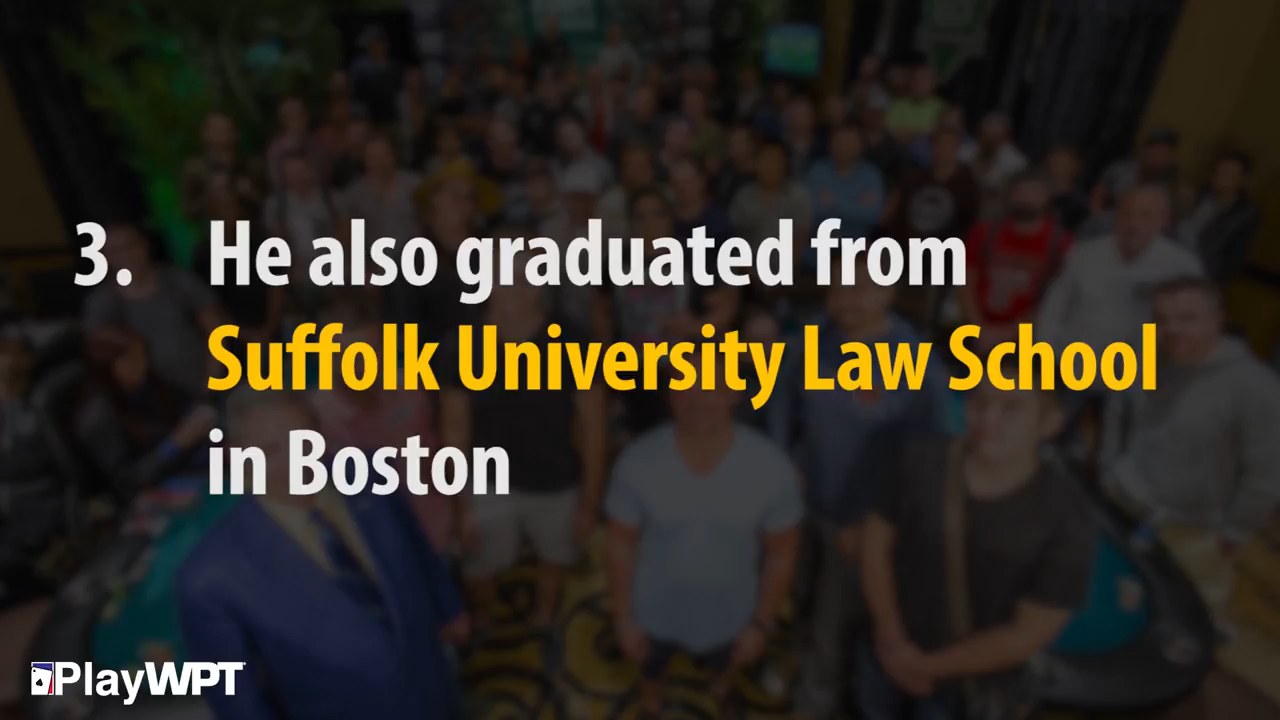 3. He also graduated from
Suffolk University Law School
in Boston
PlayWPT